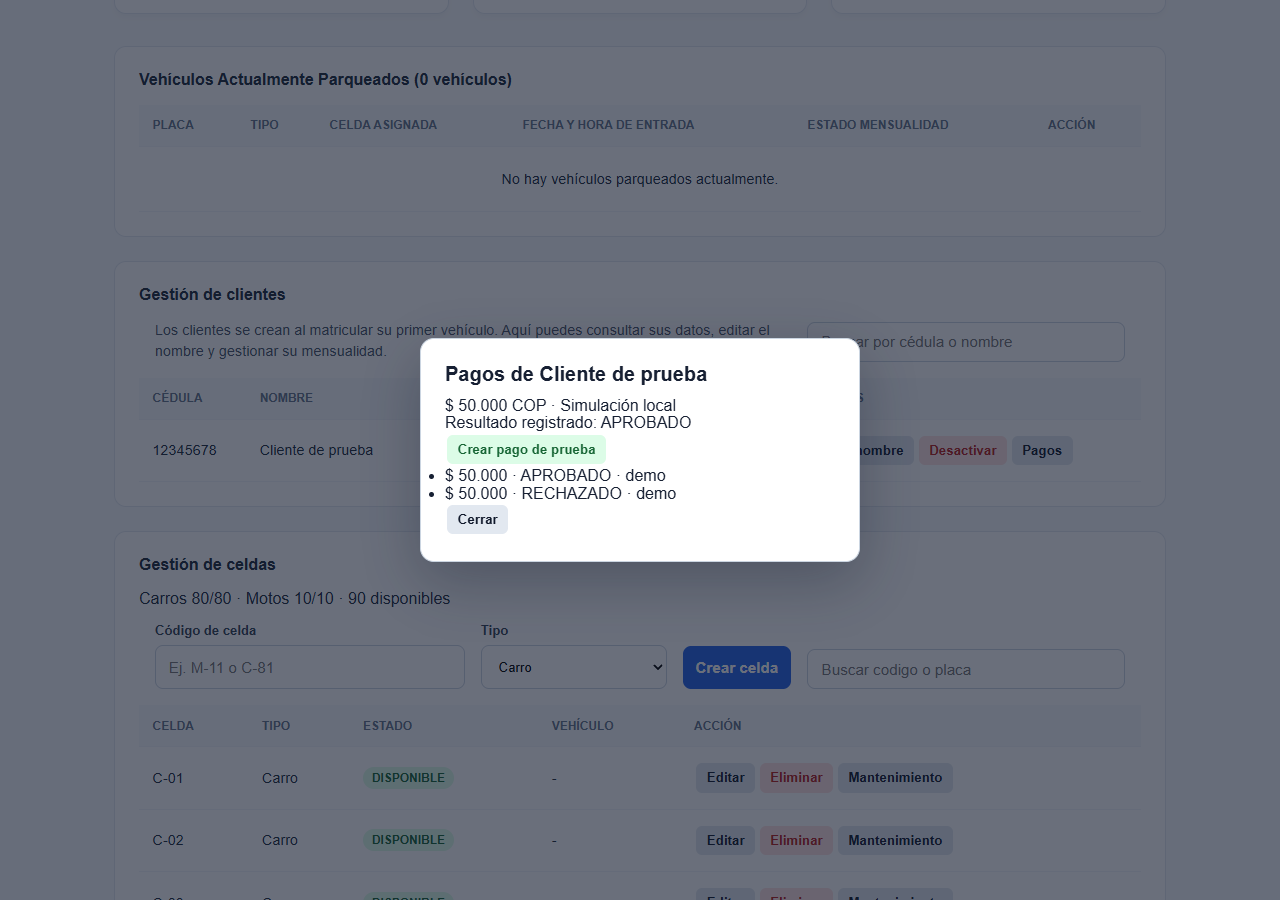 Vehículos Actualmente Parqueados (0 vehículos)
PLACA TIPO CELDA ASIGNADA FECHA Y HORA DE ENTRADA ESTADO MENSUALIDAD ACCIÓN
No hay vehículos parqueados actualmente.
Gestión de clientes
Los clientes se crean al matricular su primer vehículo. Aquí puedes consultar sus datos, editar el
nombre y gestionar su mensualidad.
por cédula o nombre
CÉDULA NOMBRE
12345678 Cliente de prueba Desactivar Pagos
Pagos de Cliente de prueba
$ 50.000 COP · Simulación local
Resultado registrado: APROBADO
Crear pago de prueba
• $ 50.000 · APROBADO · demo
• $ 50.000 · RECHAZADO · demo
Cerrar
Gestión de celdas
Carros 80/80 · Motos 10/10 · 90 disponibles
Código de celda Tipo
Ej. M-11 o C-81 Carro Crear celda Buscar codigo o placa
CELDA TIPO ESTADO VEHÍCULO ACCIÓN
C-01 Carro DISPONIBLE - Editar Eliminar Mantenimiento
C-02 Carro DISPONIBLE - Editar Eliminar Mantenimiento